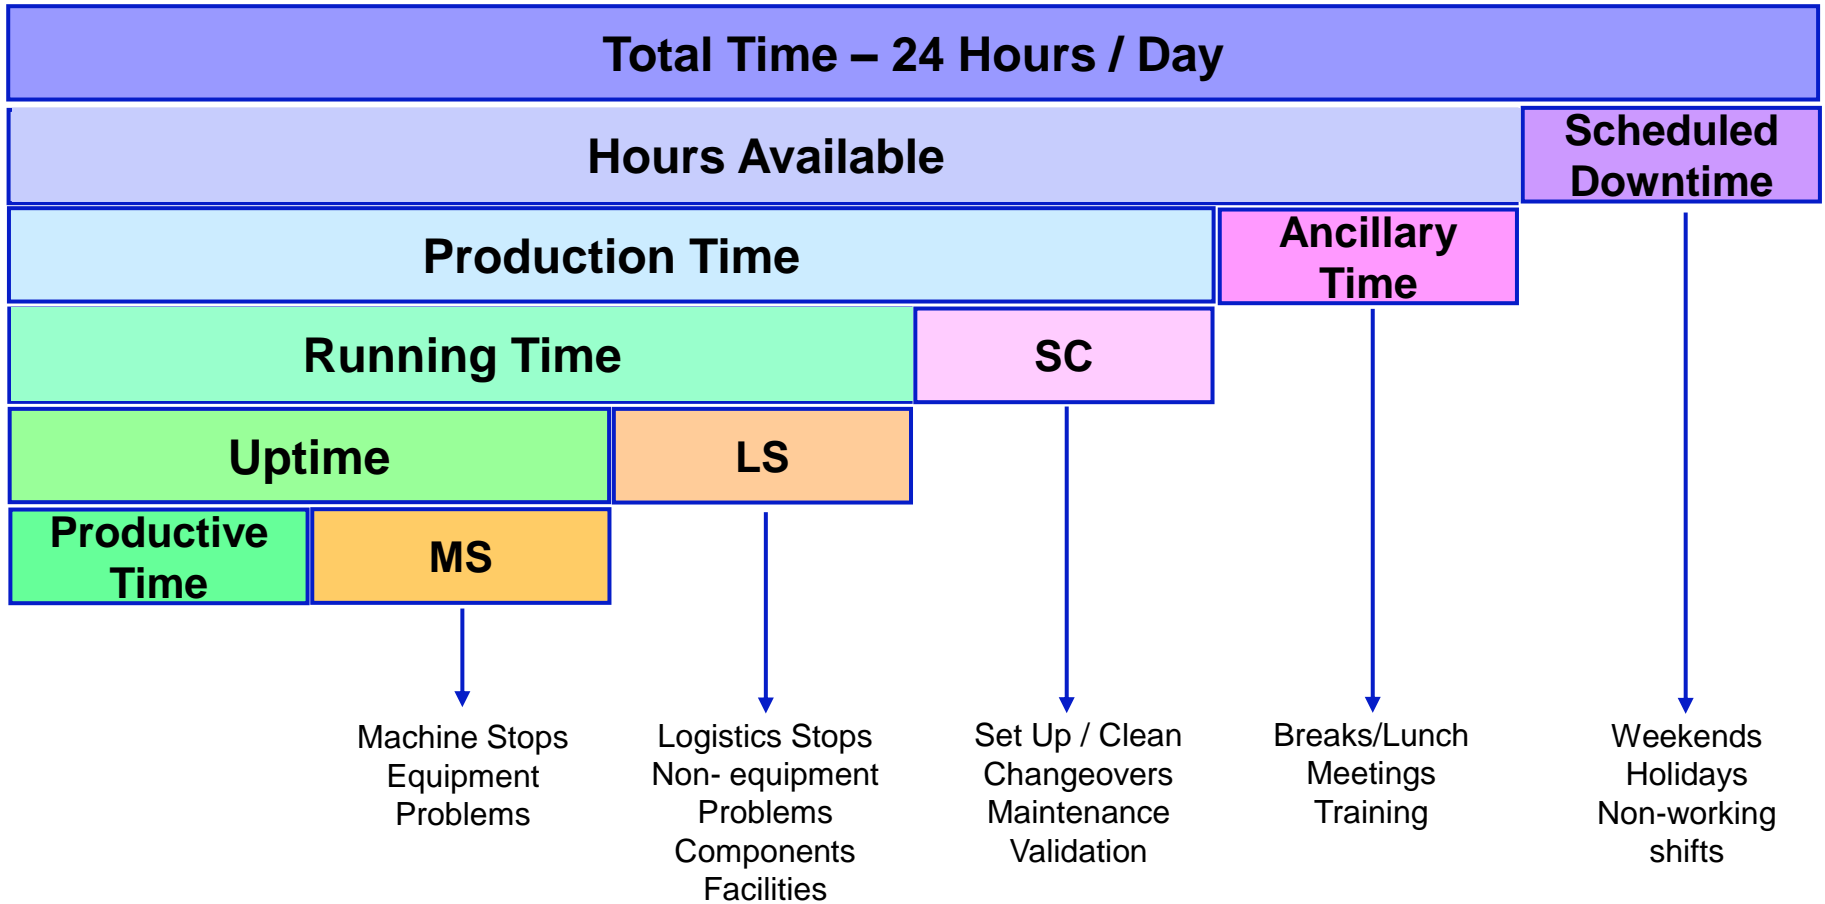 Total Time – 24 Hours / Day
Hours Available
Scheduled
Downtime
Production Time
Ancillary
Time
Running Time
SC
Uptime
LS
Productive
Time
MS
Machine Stops
Equipment
Problems
Logistics Stops
Non- equipment
Problems
Components
Facilities
Set Up / Clean
Changeovers
Maintenance
Validation
Breaks/Lunch
Meetings
Training
Weekends
Holidays
Non-working
shifts